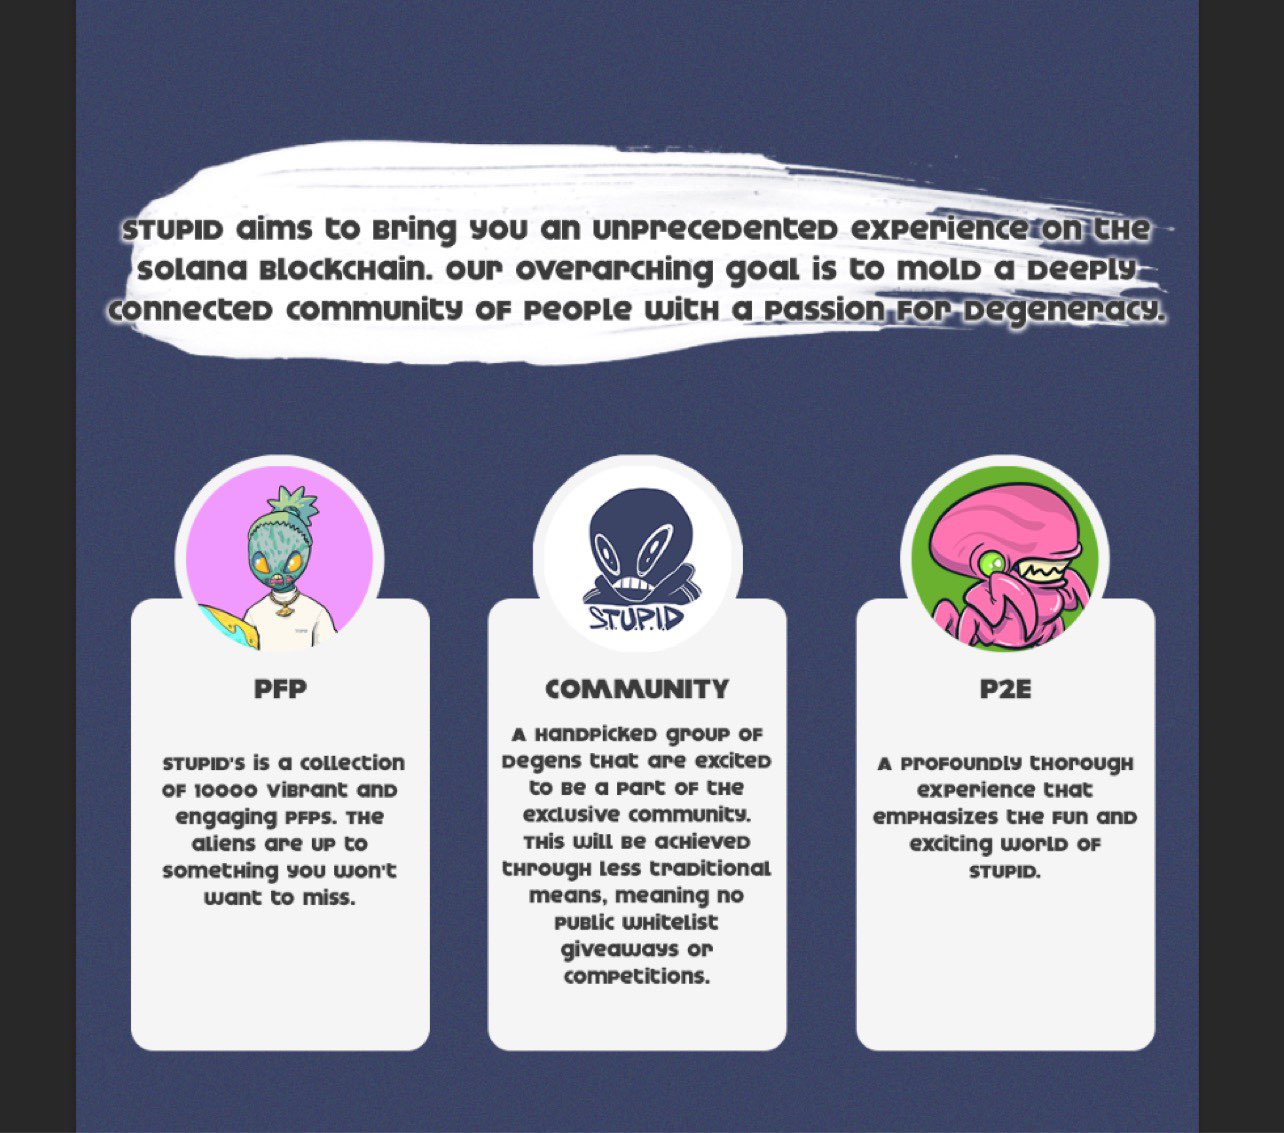 STUPID aims to Bring you an unprecedented experience on the
Solana Blockchain. Our overarching goal is to mold a deeply
connected community of people with a passion for degeneracy.
S.T.U.P.I.D
PFP
STUPID's is a collection
of 10000 vibrant and
engaging PFPs. The
aliens are up to
something you won't
want to miss.
COMMUNITY
A handpicked group of
degens that are excited
to be a part of the
exclusive community.
This will be achieved
through less traditional
means, meaning no
public whitelist
giveaways or
competitions.
P2E
A profoundly thorough
experience that
emphasizes the fun and
exciting world of
STUPID.